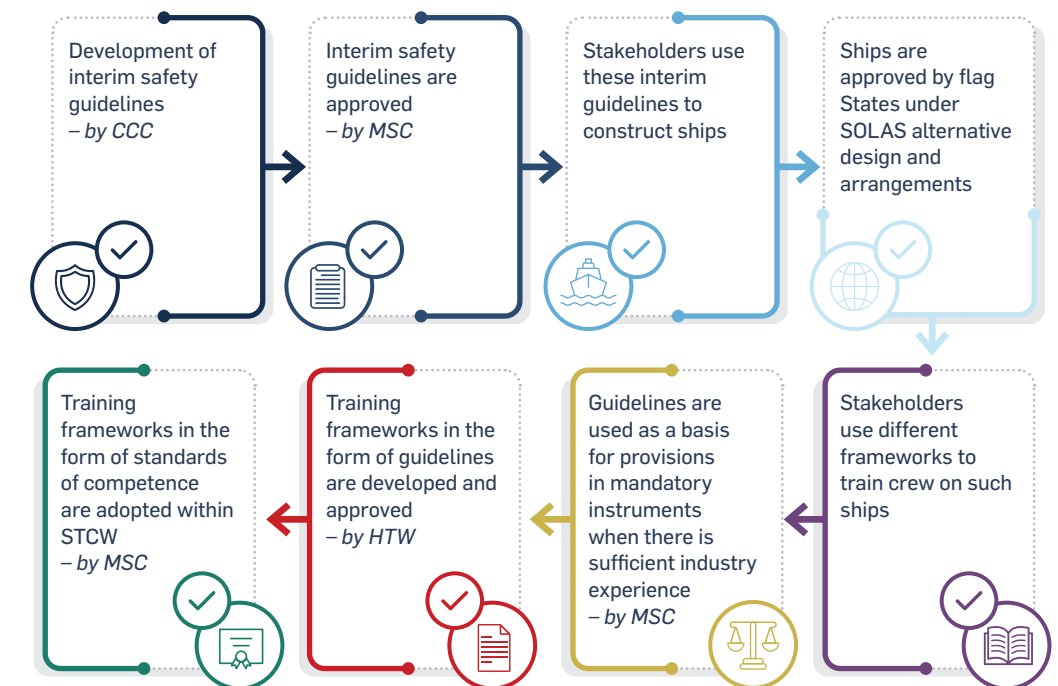 Development of
interim safety
guidelines
– by CCC
Interim safety
guidelines are
approved
– by MSC
Stakeholders use
these interim
guidelines to
construct ships
Ships are
approved by flag
States under
SOLAS alternative
design and
arrangements
Stakeholders
use different
frameworks to
train crew on such
ships
Guidelines are
used as a basis
for provisions
in mandatory
instruments
when there is
sufficient industry
experience
– by MSC
Training
frameworks in the
form of guidelines
are developed and
approved
– by HTW
Training
frameworks in the
form of standards
of competence
are adopted within
STCW
– by MSC